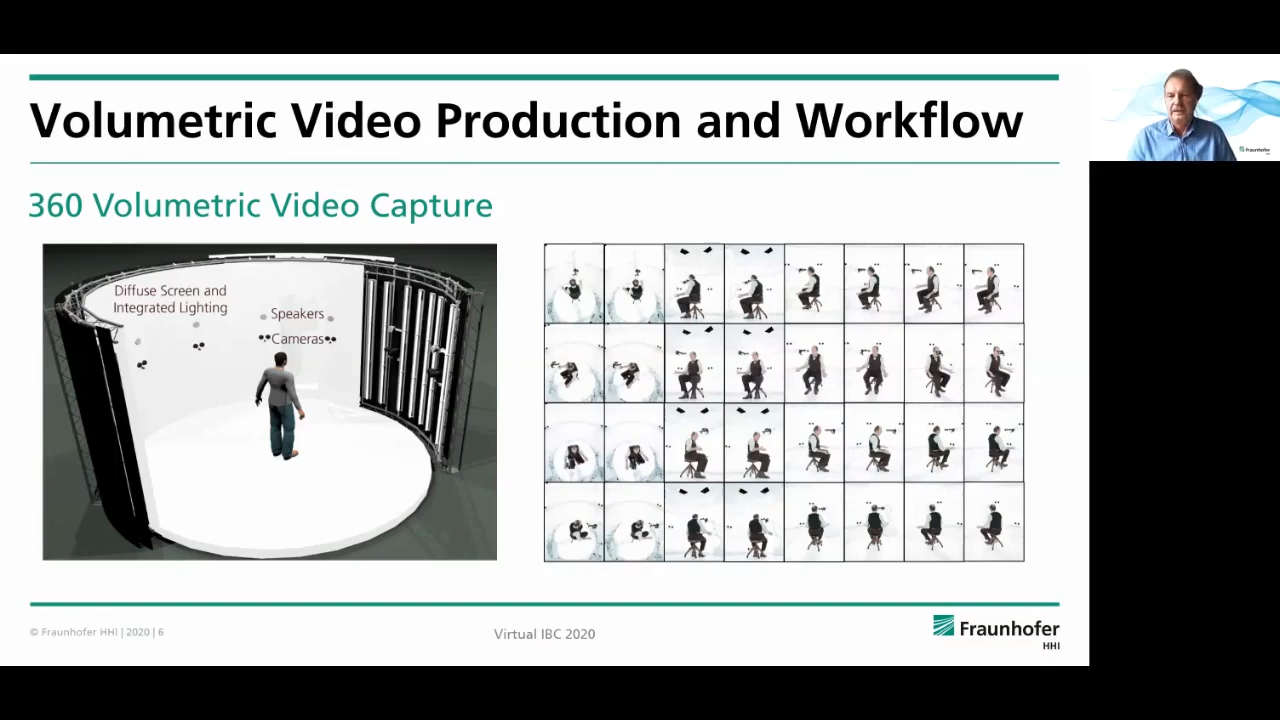 Volumetric Video Production and Workflow
360 Volumetric Video Capture
Diffuse Screen and
Integrated Lighting
Speakers
Cameras
© Fraunhofer HHI | 2020 | 6
Virtual IBC 2020
Fraunhofer
HHI
Fraunhofer